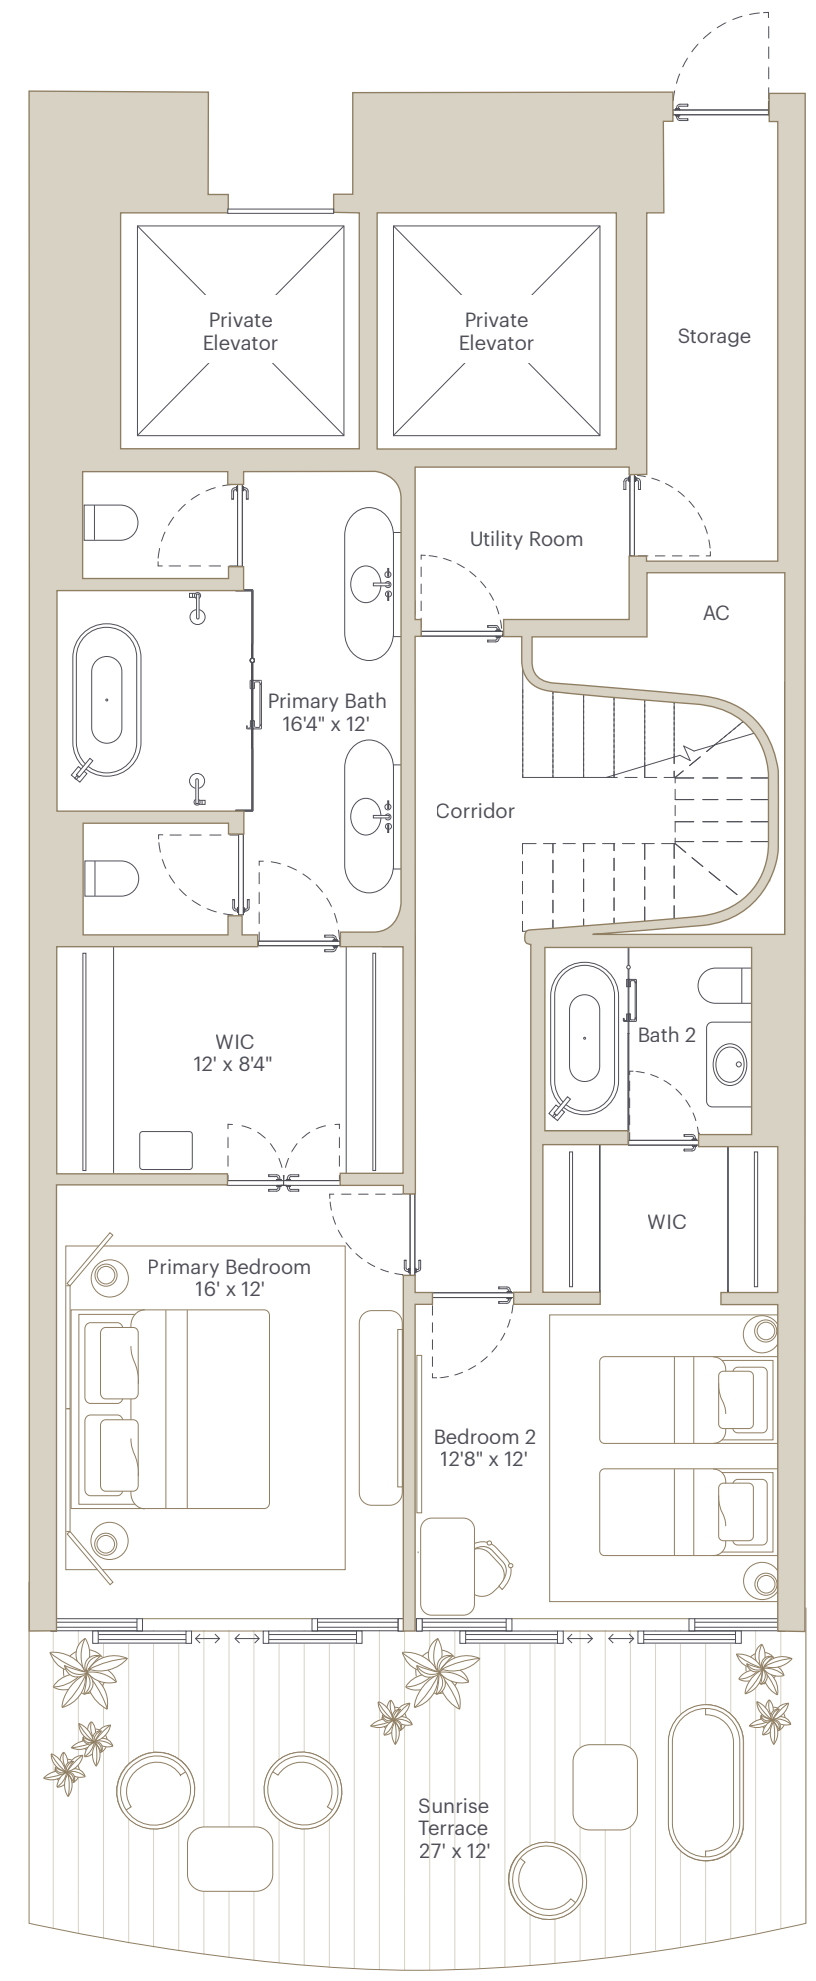 Private
Elevator
Private
Elevator
Storage
Utility Room
AC
Primary Bath
16'4" x 12'
Corridor
WIC
12' x 8'4"
Bath 2
WIC
Primary Bedroom
16' x 12'
Bedroom 2
12'8" x 12'
Sunrise
Terrace
27' x 12'